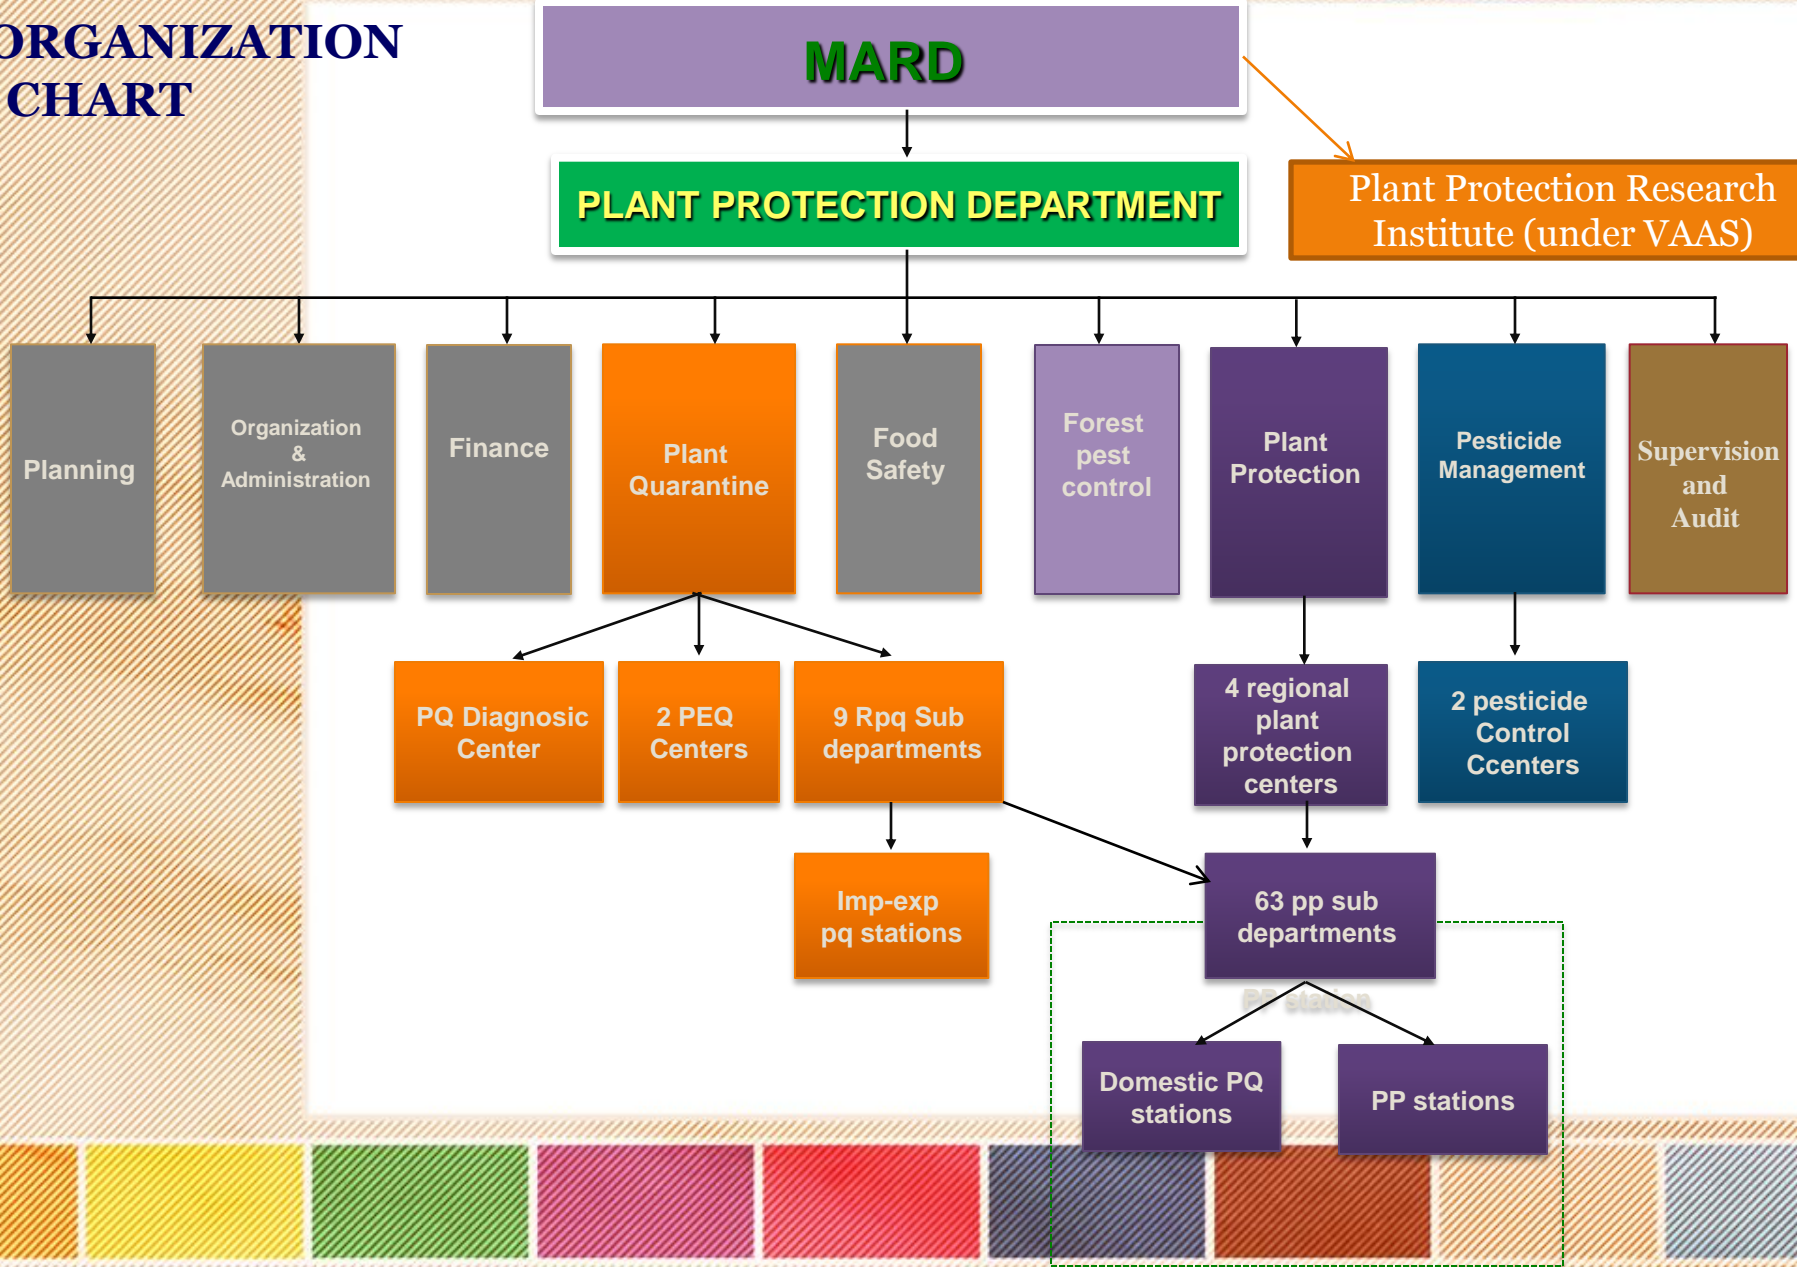 ORGANIZATION
CHART
MARD
PLANT PROTECTION DEPARTMENT
Plant Protection Research
Institute (under VAAS)
Planning
Organization
&
Administration
Finance
Plant
Quarantine
Food
Safety
Forest
pest
control
Plant
Protection
Pesticide
Management
Supervision
and
Audit
PQ Diagnosic
Center
2 PEQ
Centers
9 Rpq Sub
departments
4 regional
plant
protection
centers
2 pesticide
Control
Ccenters
Imp-exp
pq stations
63 pp sub
departments
PP station
Domestic PQ
stations
PP stations